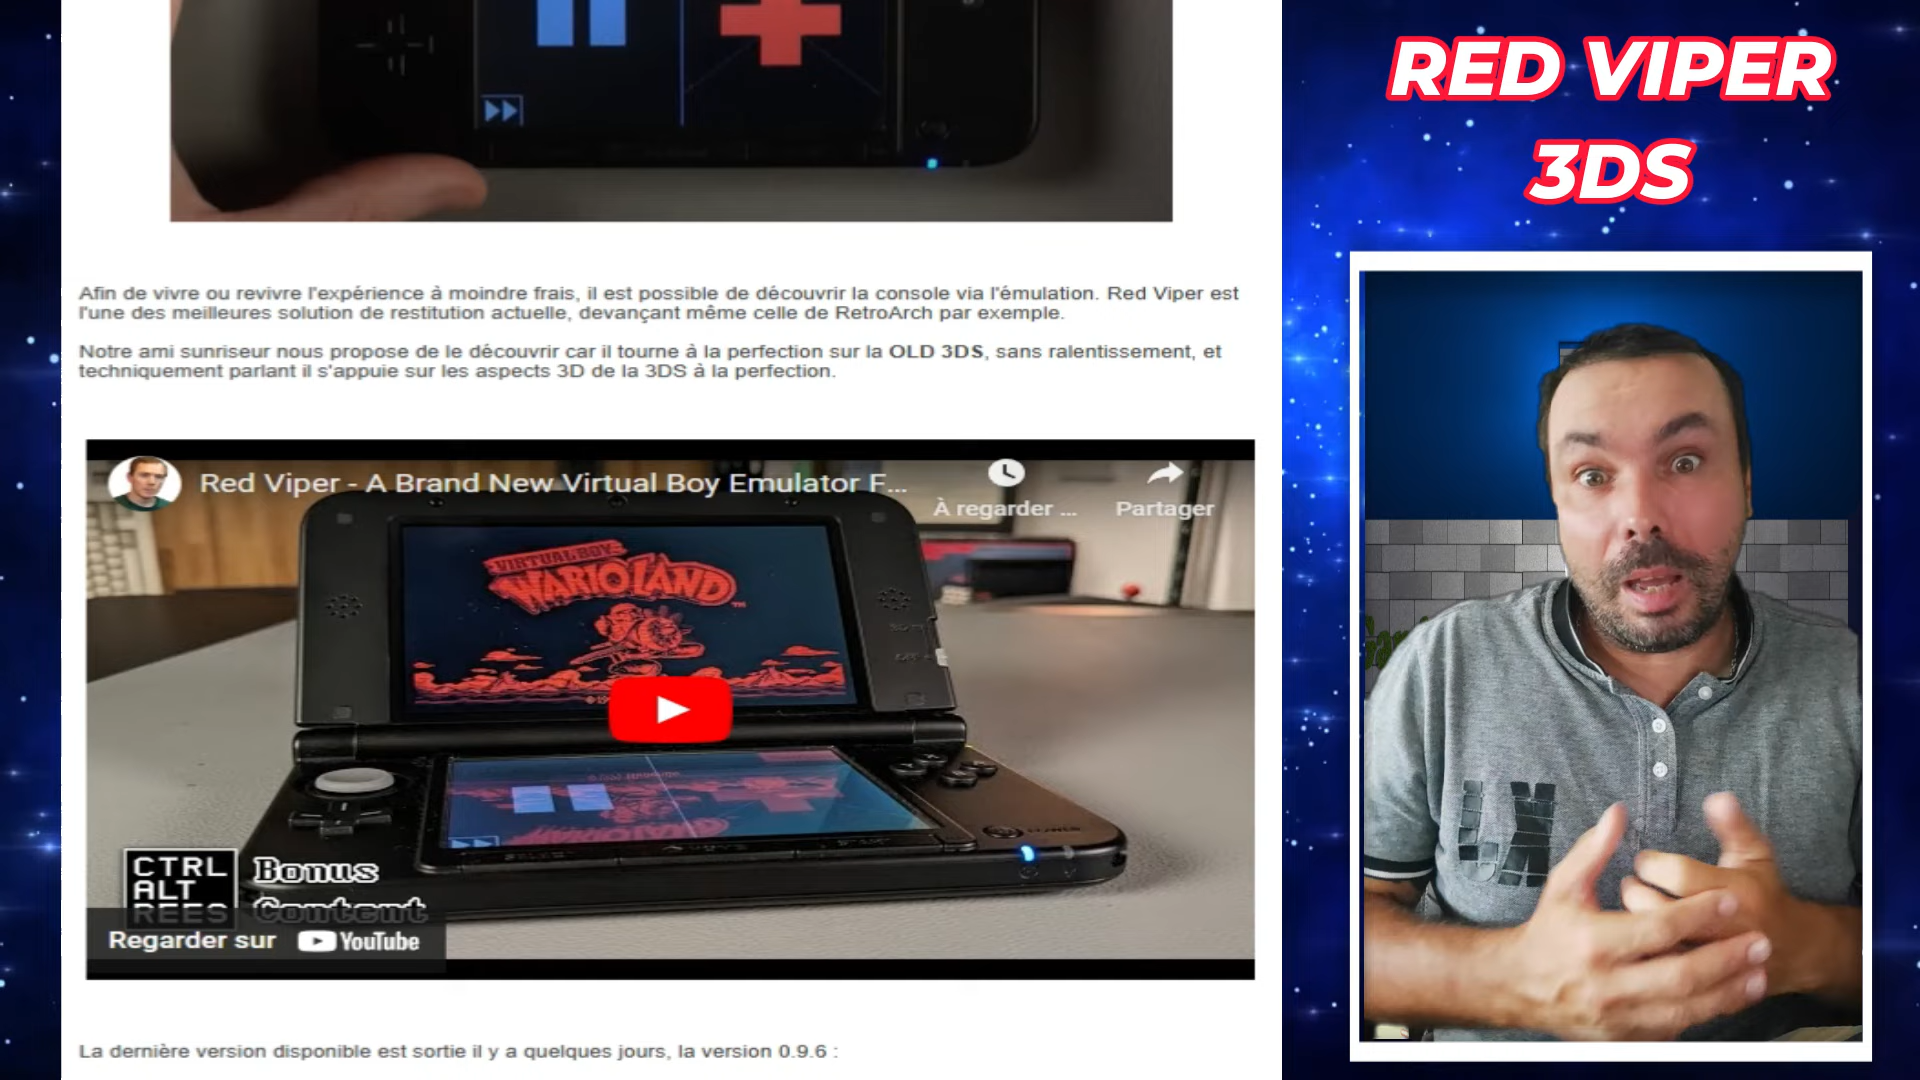 RED VIPER
3DS
Afin de vivre ou revivre l'expérience à moindre frais, il est possible de découvrir la console via l'émulation. Red Viper est
l'une des meilleures solution de restitution actuelle, devançant même celle de RetroArch par exemple.
Notre ami sunriseur nous propose de le découvrir car il tourne à la perfection sur la OLD 3DS, sans ralentissement, et
techniquement parlant il s'appuie sur les aspects 3D de la 3DS à la perfection.
Red Viper - A Brand New Virtual Boy Emulator F...
À regarder ...
Partager
VIRTUAL BOY
WARIO LAND
CTRL
ALT
REES
Bonus
Content
Regarder sur YouTube
La dernière version disponible est sortie il y a quelques jours, la version 0.9.6 :